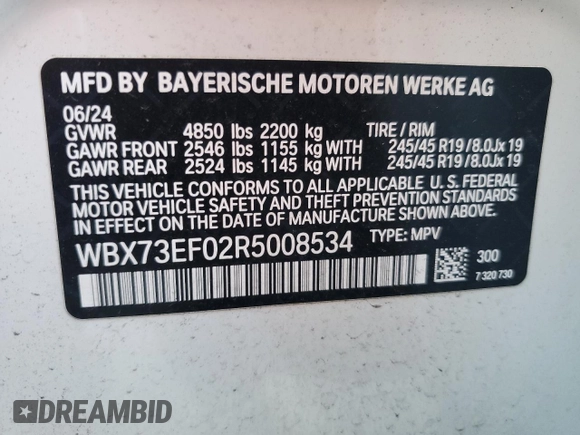 MFD BY BAYERISCHE MOTOREN WERKE AG
06/24
GVWR 4850 lbs 2200 kg TIRE / RIM
GAWR FRONT 2546 lbs 1155 kg WITH 245/45 R19/8.0Jx19
GAWR REAR 2524 lbs 1145 kg WITH 245/45 R19/8.0Jx19
THIS VEHICLE CONFORMS TO ALL APPLICABLE U.S. FEDERAL
MOTOR VEHICLE SAFETY AND THEFT PREVENTION STANDARDS
IN EFFECT ON THE DATE OF MANUFACTURE SHOWN ABOVE.
WBX73EF02R5008534 TYPE: MPV
300
7 320 730
DREAMBID